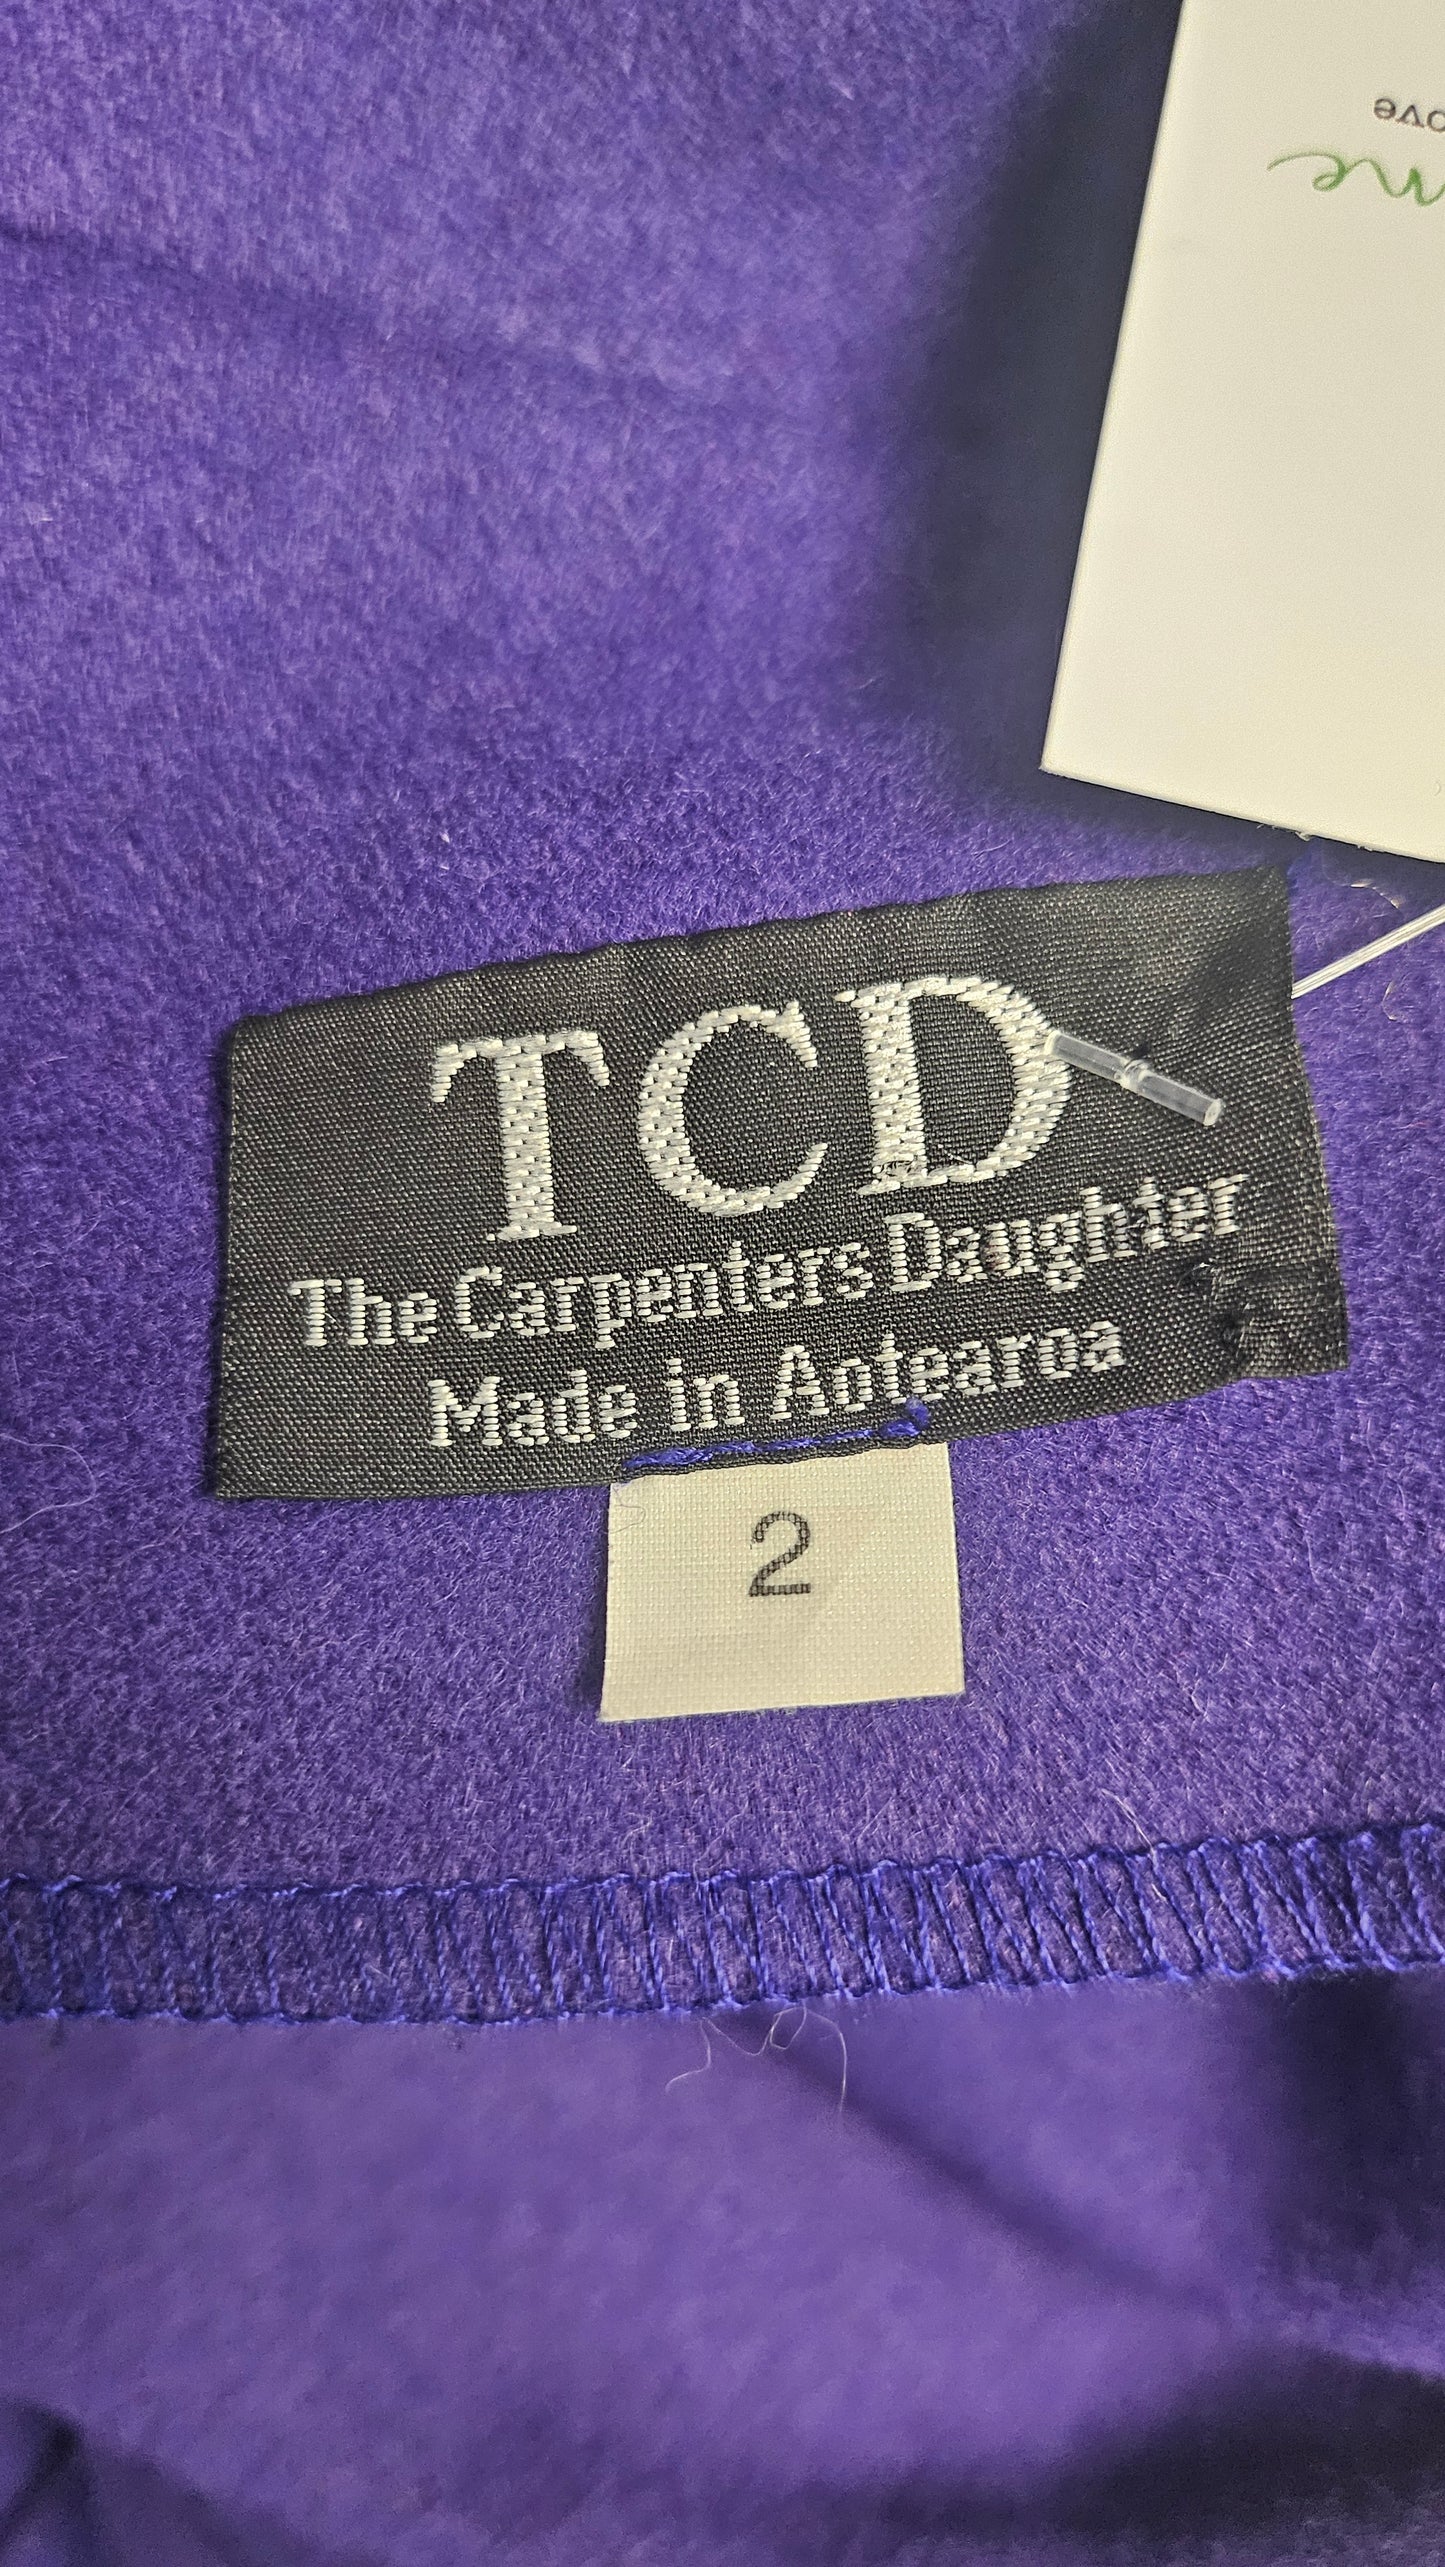 TCD
The Carpenters Daughter
Made in Aotearoa
2